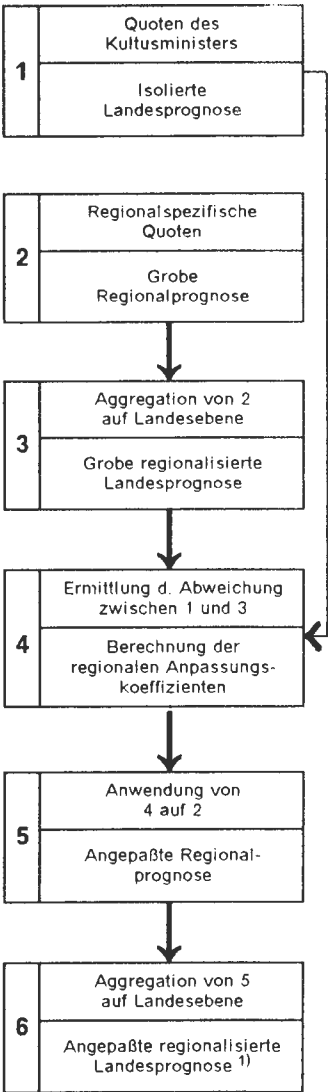 1
Quoten des
Kultusministers
Isolierte
Landesprognose
2
Regionalspezifische
Quoten
Grobe
Regionalprognose
3
Aggregation von 2
auf Landesebene
Grobe regionalisierte
Landesprognose
4
Ermittlung d. Abweichung
zwischen 1 und 3
Berechnung der
regionalen Anpassungs-
koeffizienten
5
Anwendung von
4 auf 2
Angepaßte Regional-
prognose
6
Aggregation von 5
auf Landesebene
Angepaßte regionalisierte
Landesprognose 1)